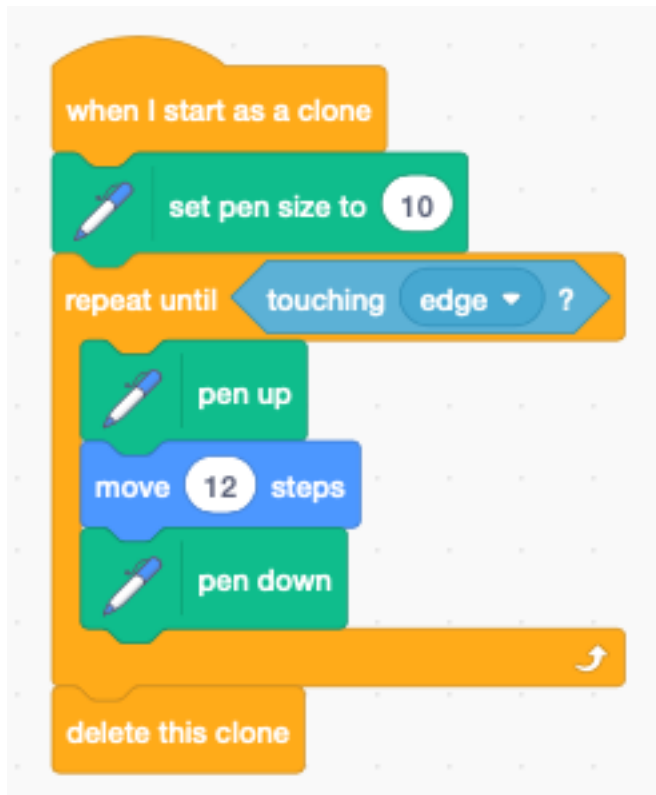 when I start as a clone
set pen size to 10
repeat until touching edge ?
pen up
move 12 steps
pen down
delete this clone